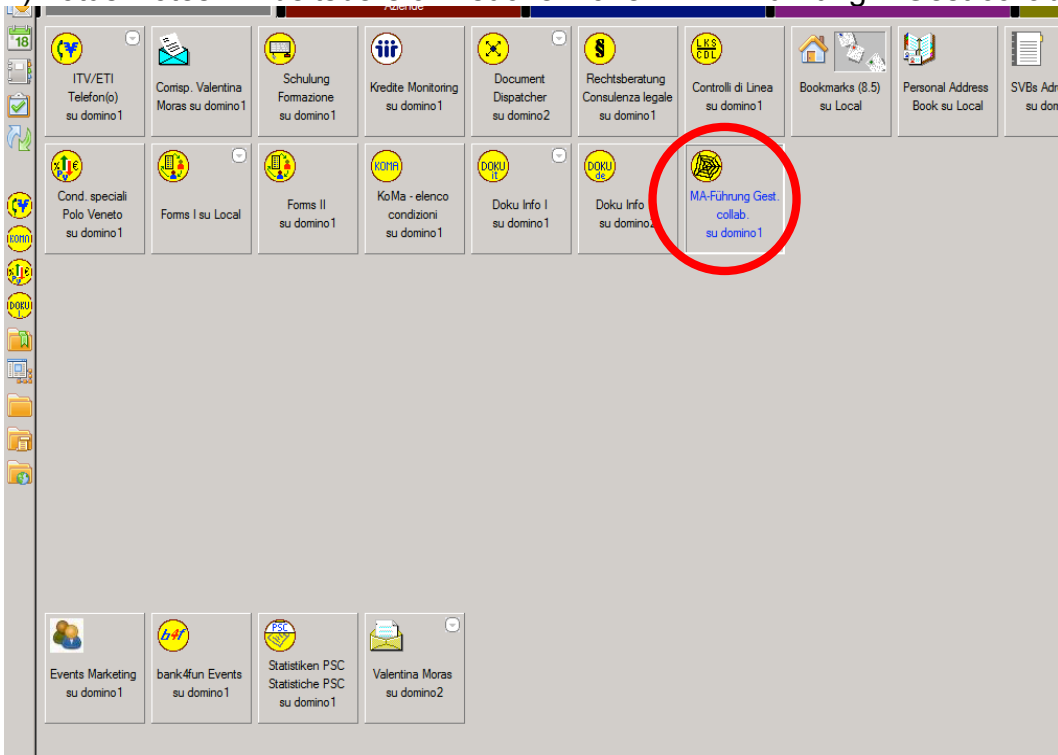 Aziende
18
ITV/ETI
Telefon(o)
su domino1
Corrisp. Valentina
Moras su domino1
Schulung
Formazione
su domino1
Kredite Monitoring
su domino1
Document
Dispatcher
su domino2
§
Rechtsberatung
Consulenza legale
su domino1
LKS
CDL
Controlli di Linea
su domino1
Bookmarks (8.5)
su Local
Personal Address
Book su Local
SVBs Adr
su dom
Cond. speciali
Polo Veneto
su domino1
Forms I su Local
Forms II
su domino1
KOMA
KoMa - elenco
condizioni
su domino1
DOKU
it
Doku Info I
su domino1
DOKU
de
Doku Info
su domino2
MA-Führung Gest.
collab.
su domino1
KOMA
DOKU
Events Marketing
su domino1
b4f
bank4fun Events
su domino1
PSC
Statistiken PSC
Statistiche PSC
su domino1
Valentina Moras
su domino2